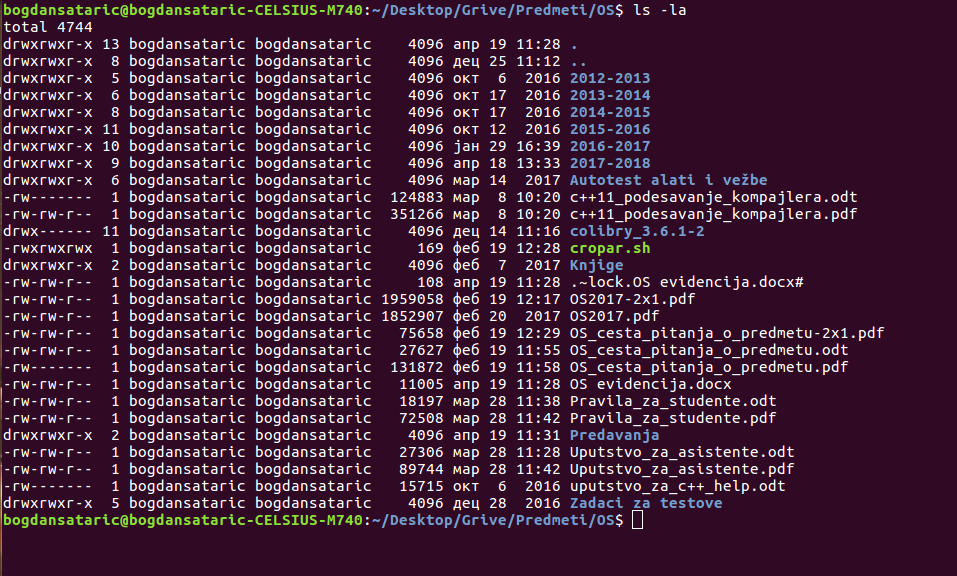 bogdansataric@bogdansataric-CELSIUS-M740:~/Desktop/Grive/Predmeti/OS$ ls -la
total 4744
drwxrwxr-x 13 bogdansataric bogdansataric    4096 апр 19 11:28 .
drwxrwxr-x  8 bogdansataric bogdansataric    4096 дец 25 11:12 ..
drwxrwxr-x  5 bogdansataric bogdansataric    4096 окт  6  2016 2012-2013
drwxrwxr-x  6 bogdansataric bogdansataric    4096 окт 17  2016 2013-2014
drwxrwxr-x  8 bogdansataric bogdansataric    4096 окт 17  2016 2014-2015
drwxrwxr-x 11 bogdansataric bogdansataric    4096 окт 12  2016 2015-2016
drwxrwxr-x 10 bogdansataric bogdansataric    4096 јан 29 16:39 2016-2017
drwxrwxr-x  9 bogdansataric bogdansataric    4096 апр 18 13:33 2017-2018
drwxrwxr-x  6 bogdansataric bogdansataric    4096 мар 14  2017 Autotest alati i vežbe
-rw-------  1 bogdansataric bogdansataric  124883 мар  8 10:20 c++11_podesavanje_kompajlera.odt
-rw-rw-r--  1 bogdansataric bogdansataric  351266 мар  8 10:20 c++11_podesavanje_kompajlera.pdf
drwx------ 11 bogdansataric bogdansataric    4096 дец 14 11:16 colibry_3.6.1-2
-rwxrwxrwx  1 bogdansataric bogdansataric     169 феб 19 12:28 cropar.sh
drwxrwxr-x  2 bogdansataric bogdansataric    4096 феб  7  2017 Knjige
-rw-rw-r--  1 bogdansataric bogdansataric     108 апр 19 11:28 .~lock.OS evidencija.docx#
-rw-rw-r--  1 bogdansataric bogdansataric 1959058 феб 19 12:17 OS2017-2x1.pdf
-rw-rw-r--  1 bogdansataric bogdansataric 1852907 феб 20  2017 OS2017.pdf
-rw-rw-r--  1 bogdansataric bogdansataric   75658 феб 19 12:29 OS_cesta_pitanja_o_predmetu-2x1.pdf
-rw-rw-r--  1 bogdansataric bogdansataric   27627 феб 19 11:55 OS_cesta_pitanja_o_predmetu.odt
-rw-------  1 bogdansataric bogdansataric  131872 феб 19 11:58 OS_cesta_pitanja_o_predmetu.pdf
-rw-rw-r--  1 bogdansataric bogdansataric   11005 апр 19 11:28 OS evidencija.docx
-rw-rw-r--  1 bogdansataric bogdansataric   18197 мар 28 11:38 Pravila_za_studente.odt
-rw-rw-r--  1 bogdansataric bogdansataric   72508 мар 28 11:42 Pravila_za_studente.pdf
drwxrwxr-x  2 bogdansataric bogdansataric    4096 апр 19 11:31 Predavanja
-rw-rw-r--  1 bogdansataric bogdansataric   27306 мар 28 11:28 Uputstvo_za_asistente.odt
-rw-rw-r--  1 bogdansataric bogdansataric   89744 мар 28 11:42 Uputstvo_za_asistente.pdf
-rw-------  1 bogdansataric bogdansataric   15715 окт  6  2016 uputstvo_za_c++_help.odt
drwxrwxr-x  5 bogdansataric bogdansataric    4096 дец 28  2016 Zadaci za testove
bogdansataric@bogdansataric-CELSIUS-M740:~/Desktop/Grive/Predmeti/OS$